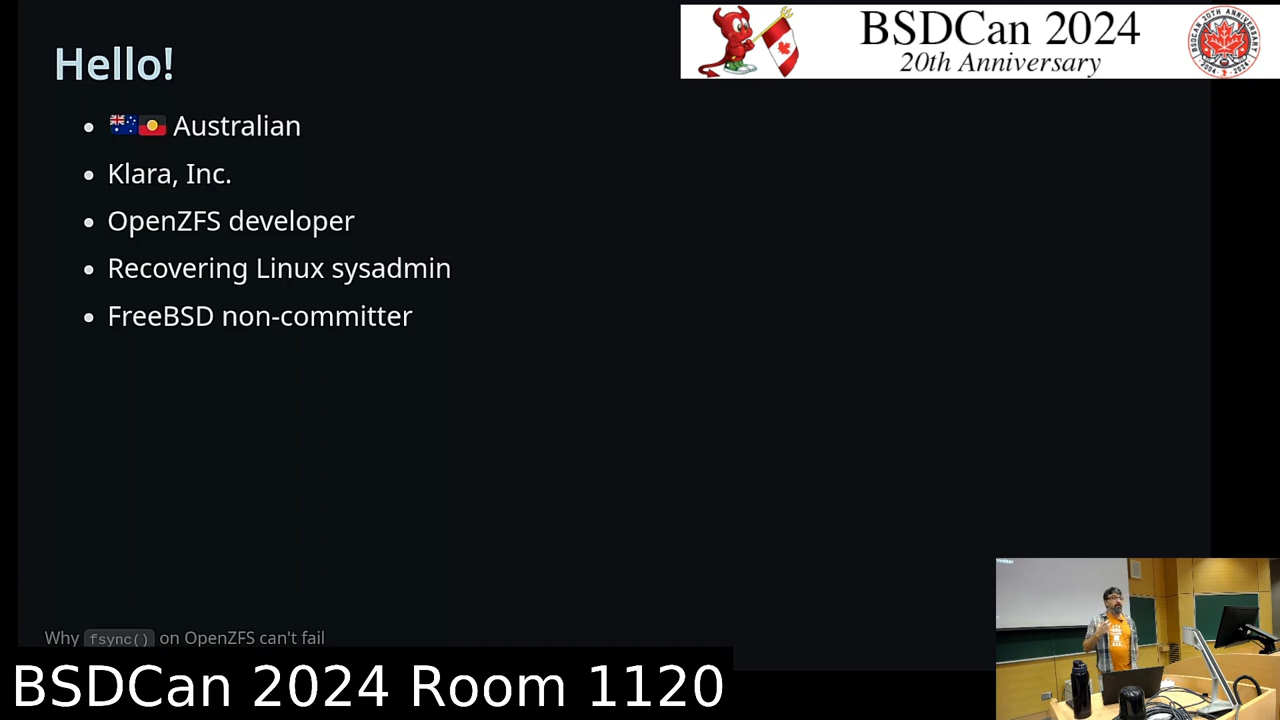 BSDCan 2024
20th Anniversary
Hello!
🇦🇺 Australian
Klara, Inc.
OpenZFS developer
Recovering Linux sysadmin
FreeBSD non-committer
Why fsync() on OpenZFS can't fail
BSDCan 2024 Room 1120